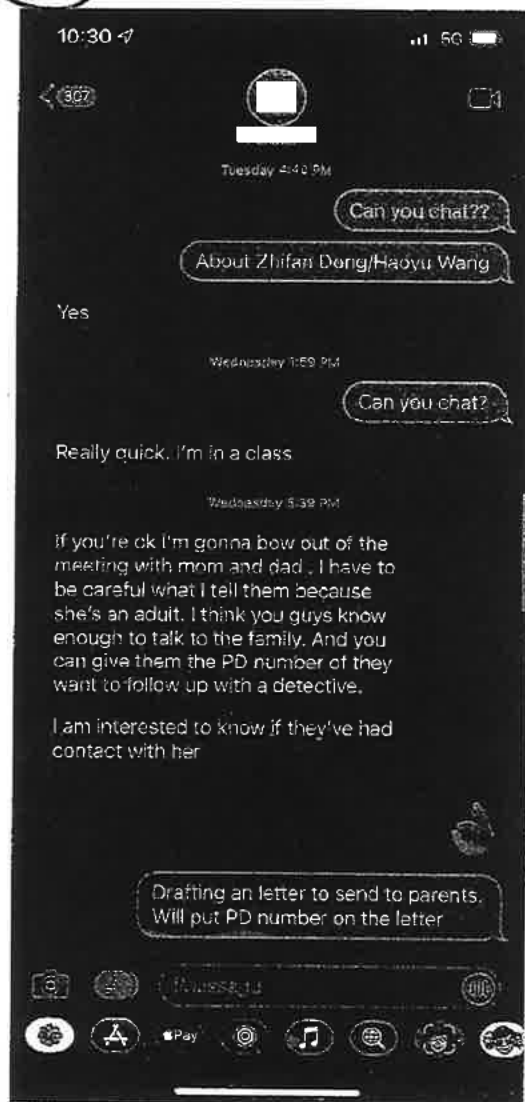 10:30
5G
307
Tuesday 4:40 PM
Can you chat??
About Zhifan Dong/Haoyu Wang
Yes
Wednesday 1:59 PM
Can you chat?
Really quick. I'm in a class
Wednesday 5:39 PM
If you're ok I'm gonna bow out of the
meeting with mom and dad . I have to
be careful what I tell them because
she's an adult. I think you guys know
enough to talk to the family. And you
can give them the PD number of they
want to follow up with a detective.
I am interested to know if they've had
contact with her
Drafting an letter to send to parents.
Will put PD number on the letter
iMessage
Pay